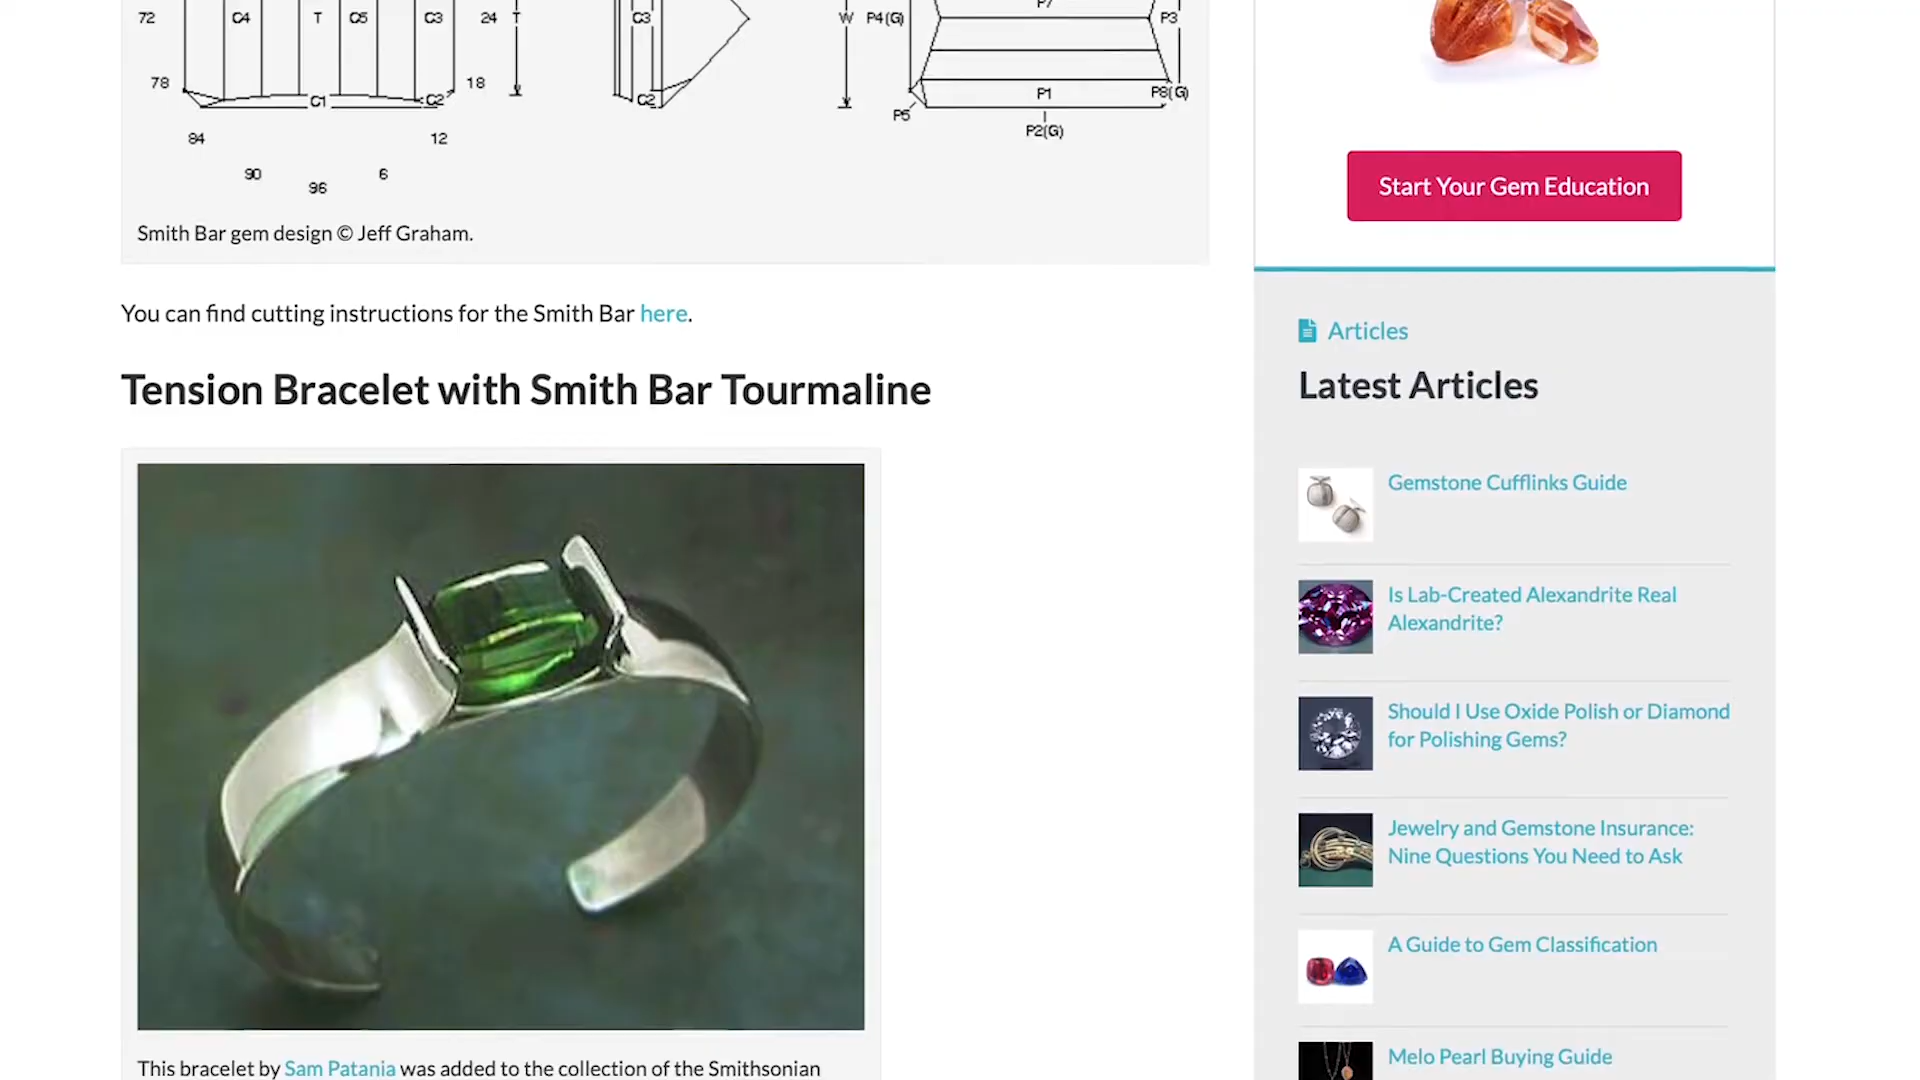 72 C4 T C5 C3 24 T C3 W P4(G) P7 P3
78 18
C1 C2 C2 P1 P8(G)
P5
84 12 P2(G)
90 6
96
Smith Bar gem design © Jeff Graham.
You can find cutting instructions for the Smith Bar here.
Tension Bracelet with Smith Bar Tourmaline
This bracelet by Sam Patania was added to the collection of the Smithsonian
Start Your Gem Education
Articles
Latest Articles
Gemstone Cufflinks Guide
Is Lab-Created Alexandrite Real
Alexandrite?
Should I Use Oxide Polish or Diamond
for Polishing Gems?
Jewelry and Gemstone Insurance:
Nine Questions You Need to Ask
A Guide to Gem Classification
Melo Pearl Buying Guide